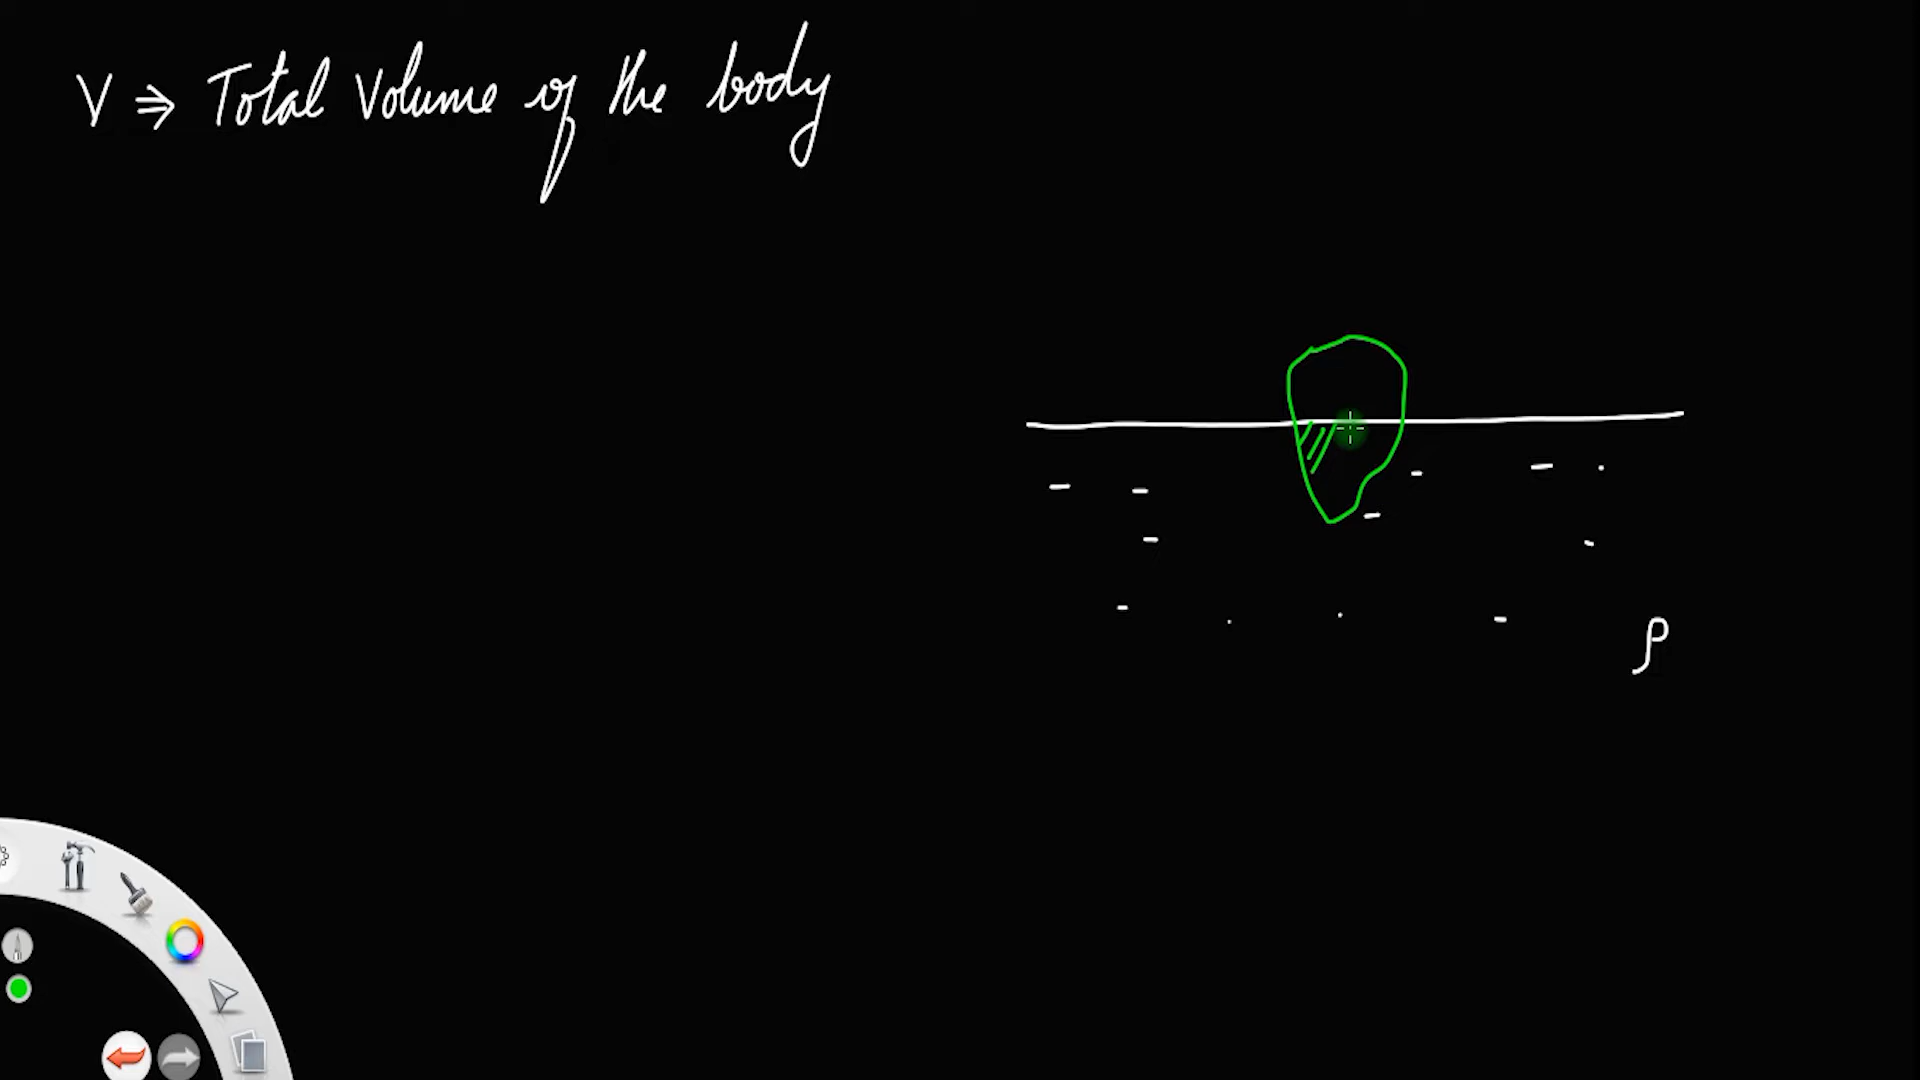 V ⇒ Total Volume of the body
ρ